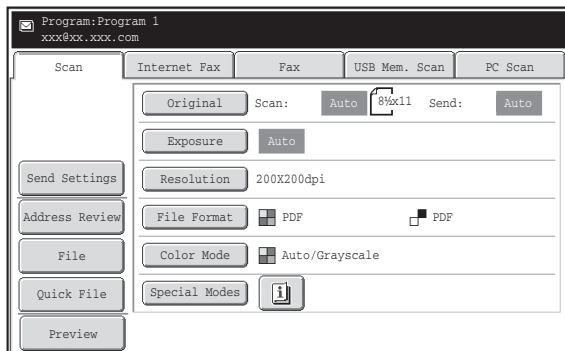 Program:Program 1
xxx@xx.xxx.com
Scan Internet Fax Fax USB Mem. Scan PC Scan
Original Scan: Auto 8½x11 Send: Auto
Exposure Auto
Send Settings Resolution 200X200dpi
Address Review File Format PDF PDF
File Color Mode Auto/Grayscale
Quick File Special Modes
Preview